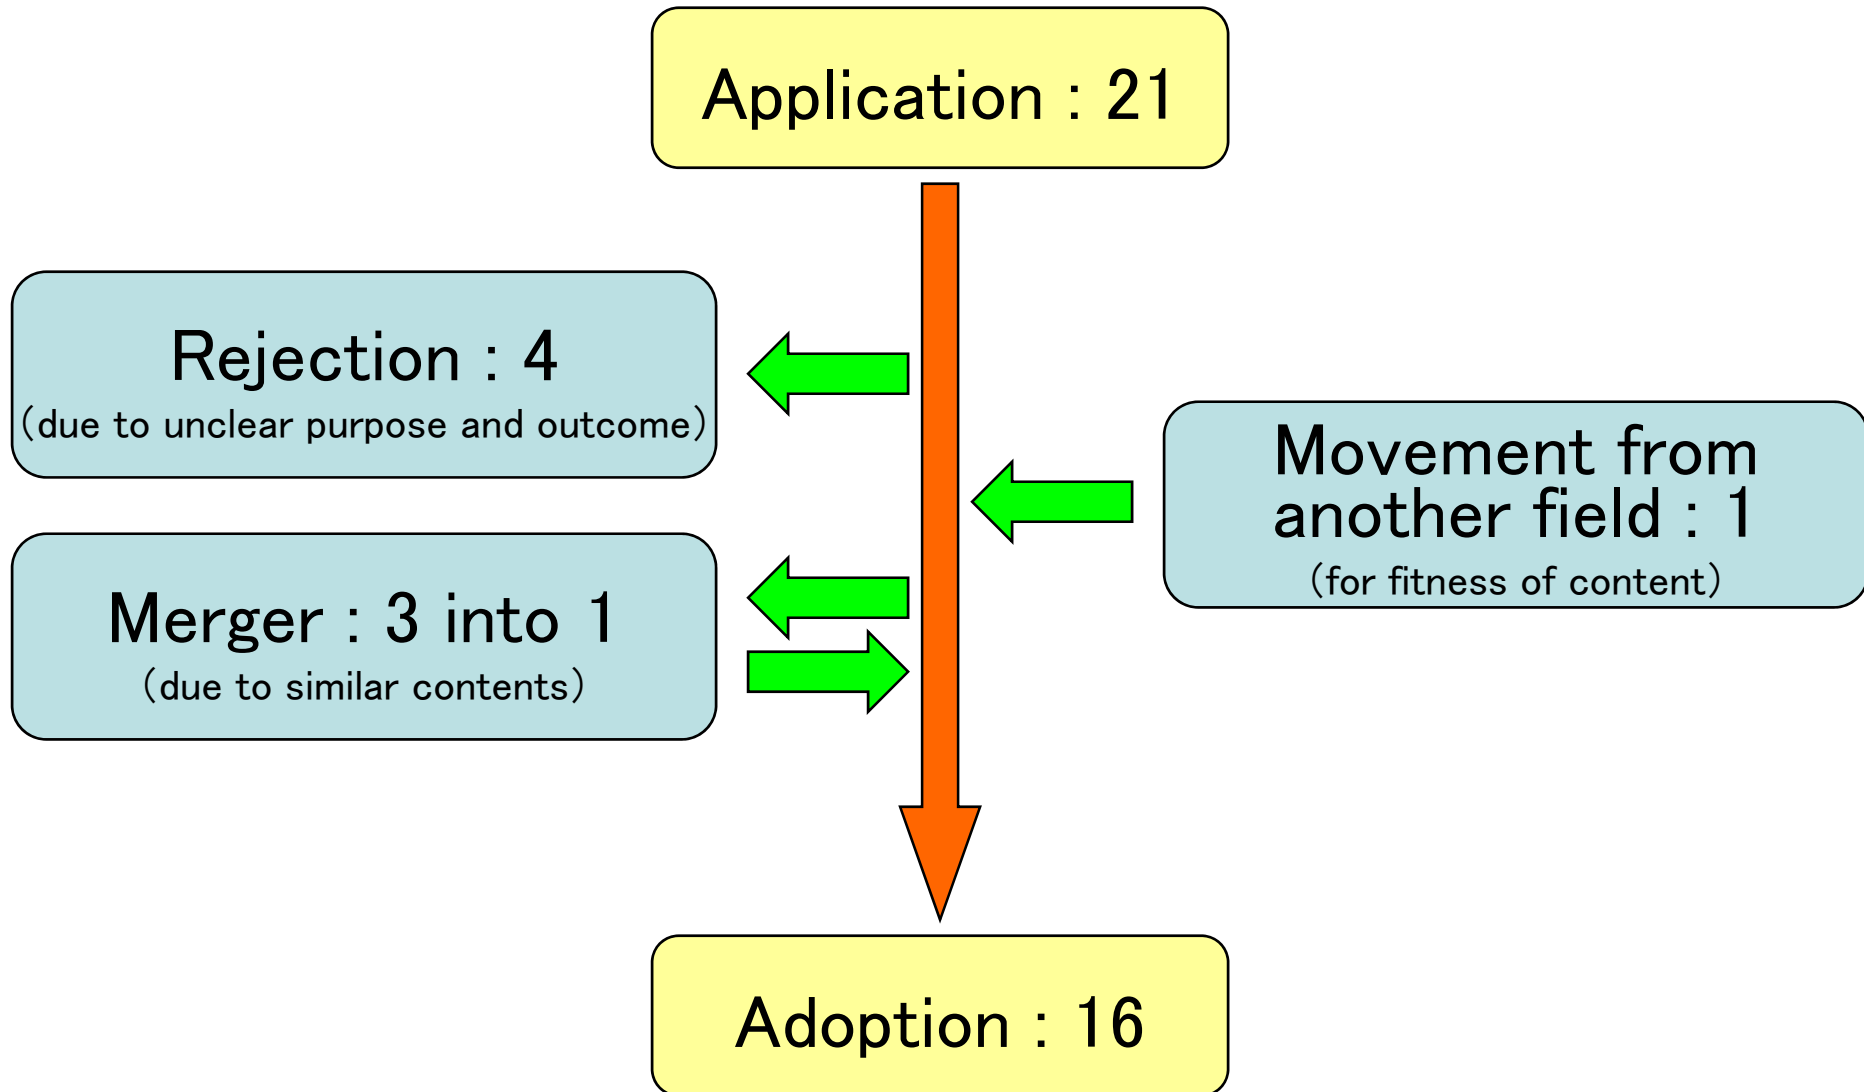 Application : 21
Rejection : 4
(due to unclear purpose and outcome)
Movement from
another field : 1
(for fitness of content)
Merger : 3 into 1
(due to similar contents)
Adoption : 16